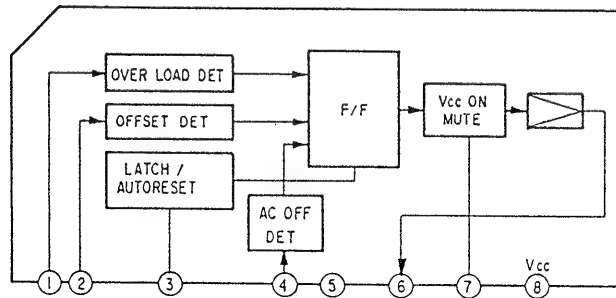 OVER LOAD DET
OFFSET DET
LATCH /
AUTORESET
AC OFF
DET
F/F
Vcc ON
MUTE
Vcc
1 2 3 4 5 6 7 8